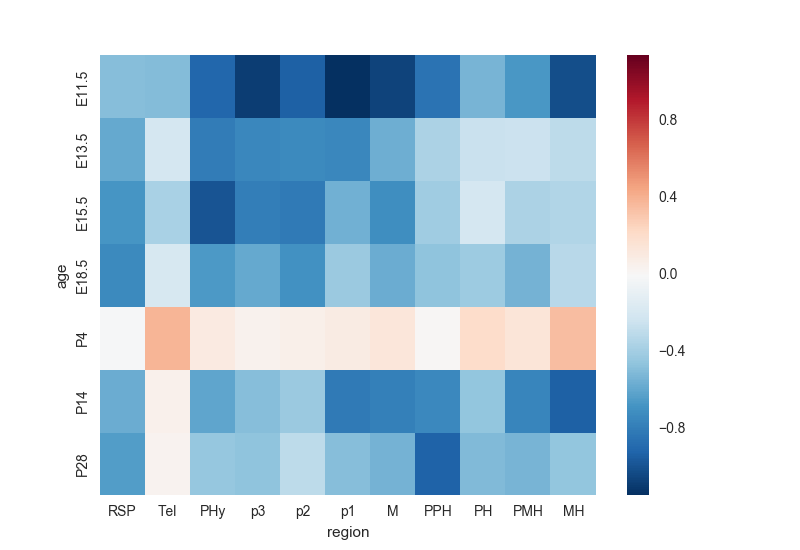 age
E11.5
E13.5
E15.5
E18.5
P4
P14
P28
RSP Tel PHy p3 p2 p1 M PPH PH PMH MH
region
0.8
0.4
0.0
−0.4
−0.8